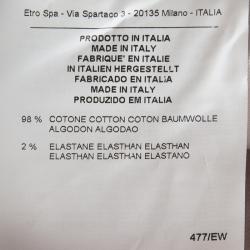 Etro Spa - Via Spartaco 3 - 20135 Milano - ITALIA
PRODOTTO IN ITALIA
MADE IN ITALY
FABRIQUE' EN ITALIE
IN ITALIEN HERGESTELLT
FABRICADO EN ITALIA
MADE IN ITALY
PRODUZIDO EM ITALIA
98 % COTONE COTTON COTON BAUMWOLLE
ALGODON ALGODAO
2 % ELASTANE ELASTHAN ELASTHAN
ELASTHAN ELASTHAN ELASTANO
477/EW